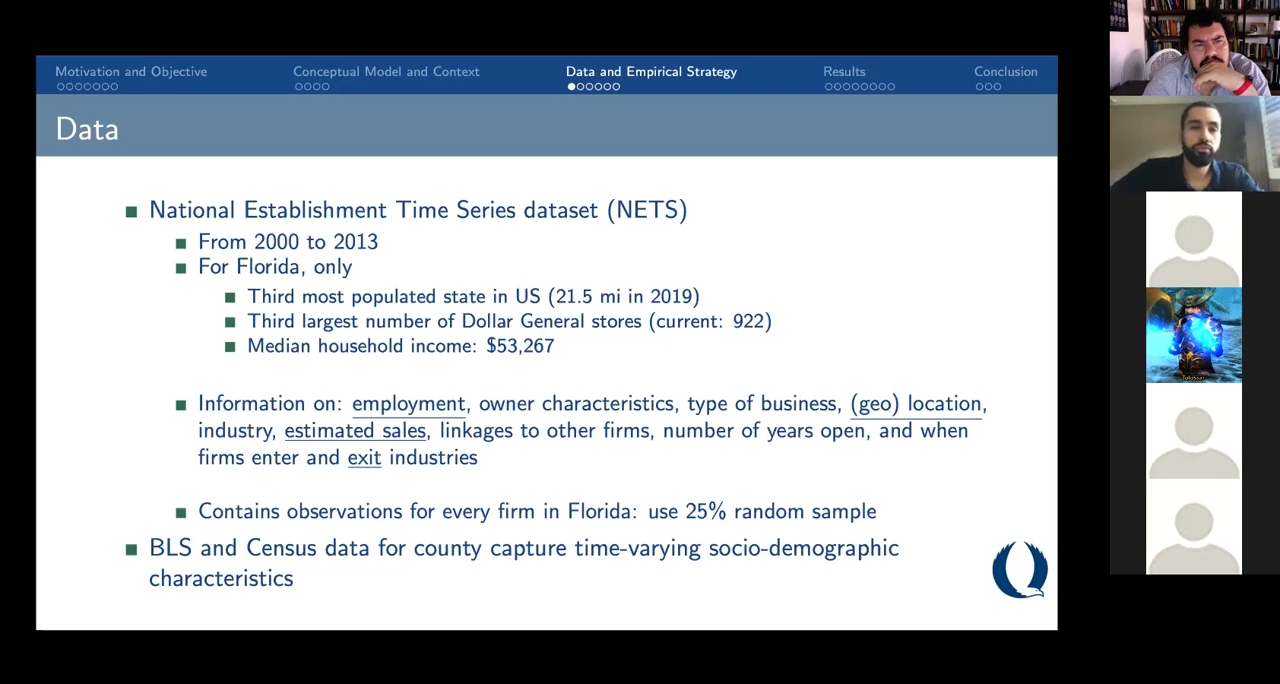 Motivation and Objective
Conceptual Model and Context
Data and Empirical Strategy
Results
Conclusion
Data
National Establishment Time Series dataset (NETS)
From 2000 to 2013
For Florida, only
Third most populated state in US (21.5 mi in 2019)
Third largest number of Dollar General stores (current: 922)
Median household income: $53,267
Information on: employment, owner characteristics, type of business, (geo) location,
industry, estimated sales, linkages to other firms, number of years open, and when
firms enter and exit industries
Contains observations for every firm in Florida: use 25% random sample
BLS and Census data for county capture time-varying socio-demographic
characteristics